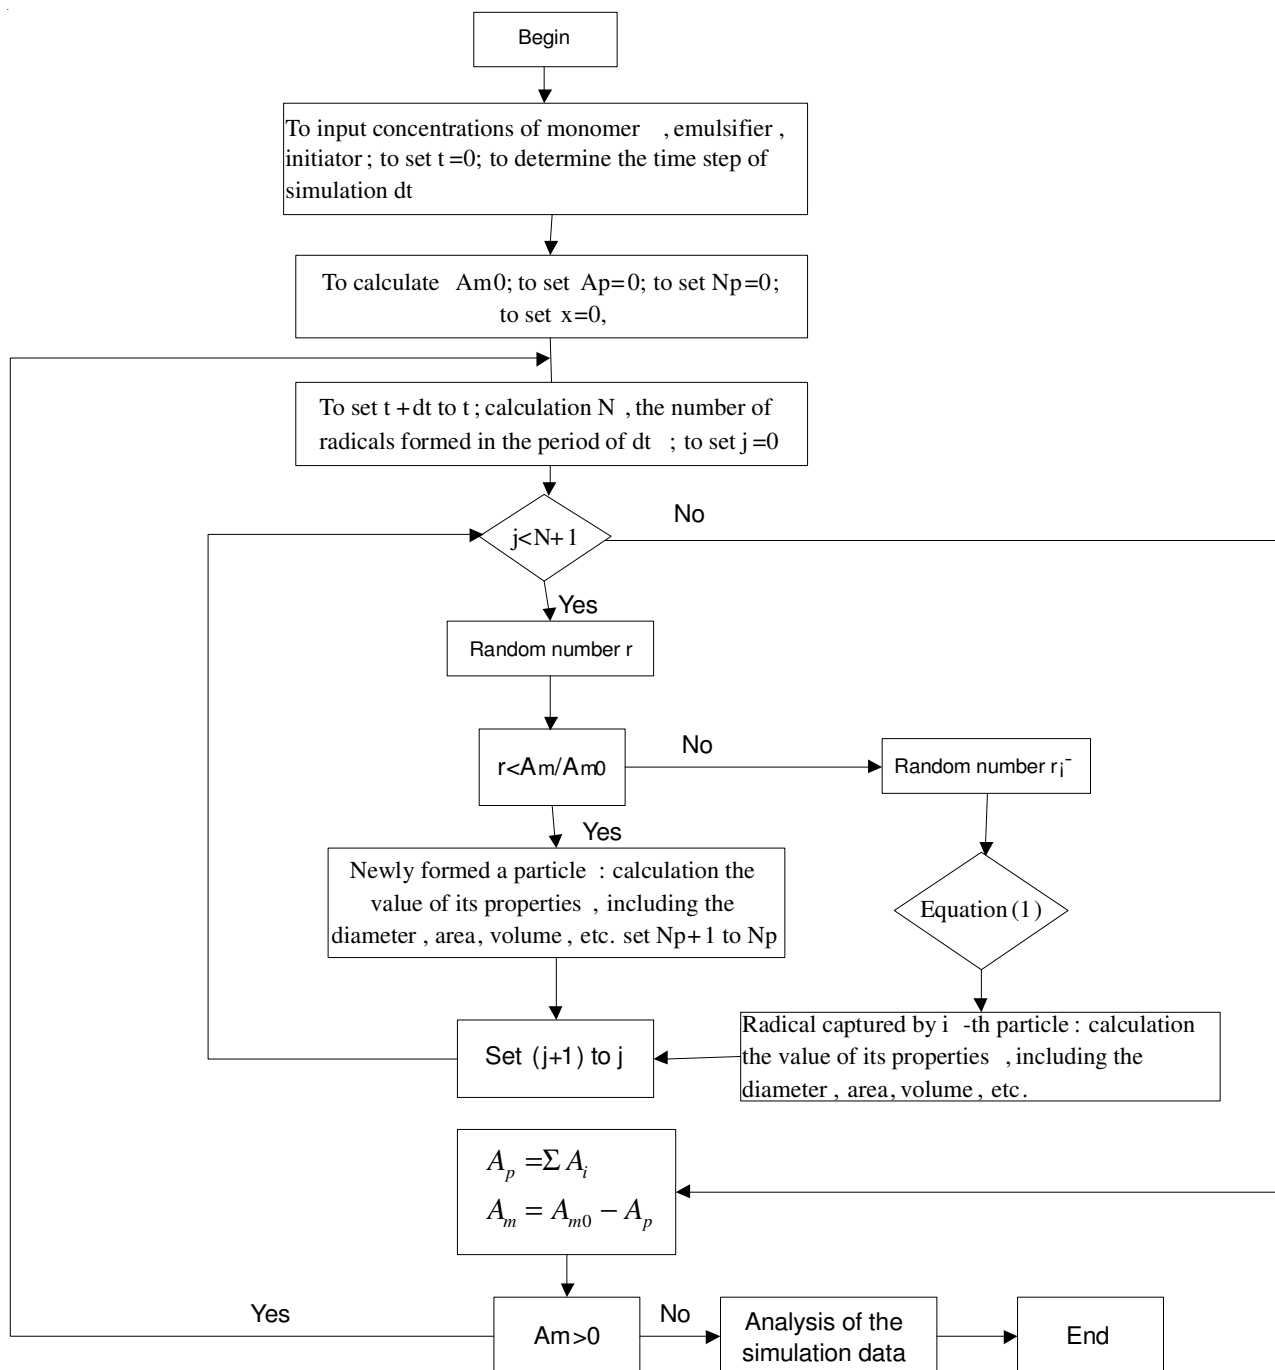 Begin
To input concentrations of monomer , emulsifier ,
initiator ; to set t =0; to determine the time step of
simulation dt
To calculate Am0; to set Ap=0; to set Np=0;
to set x=0,
To set t +dt to t ; calculation N , the number of
radicals formed in the period of dt ; to set j =0
j<N+1
No
Yes
Random number r
r<Am/Am0
No
Random number ri-
Yes
Newly formed a particle : calculation the
value of its properties , including the
diameter , area, volume , etc. set Np+1 to Np
Equation (1)
Radical captured by i -th particle : calculation
the value of its properties , including the
diameter , area, volume , etc.
Set (j+1) to j
A_p =Σ A_i
A_m = A_m0 − A_p
Yes
Am>0
No
Analysis of the
simulation data
End